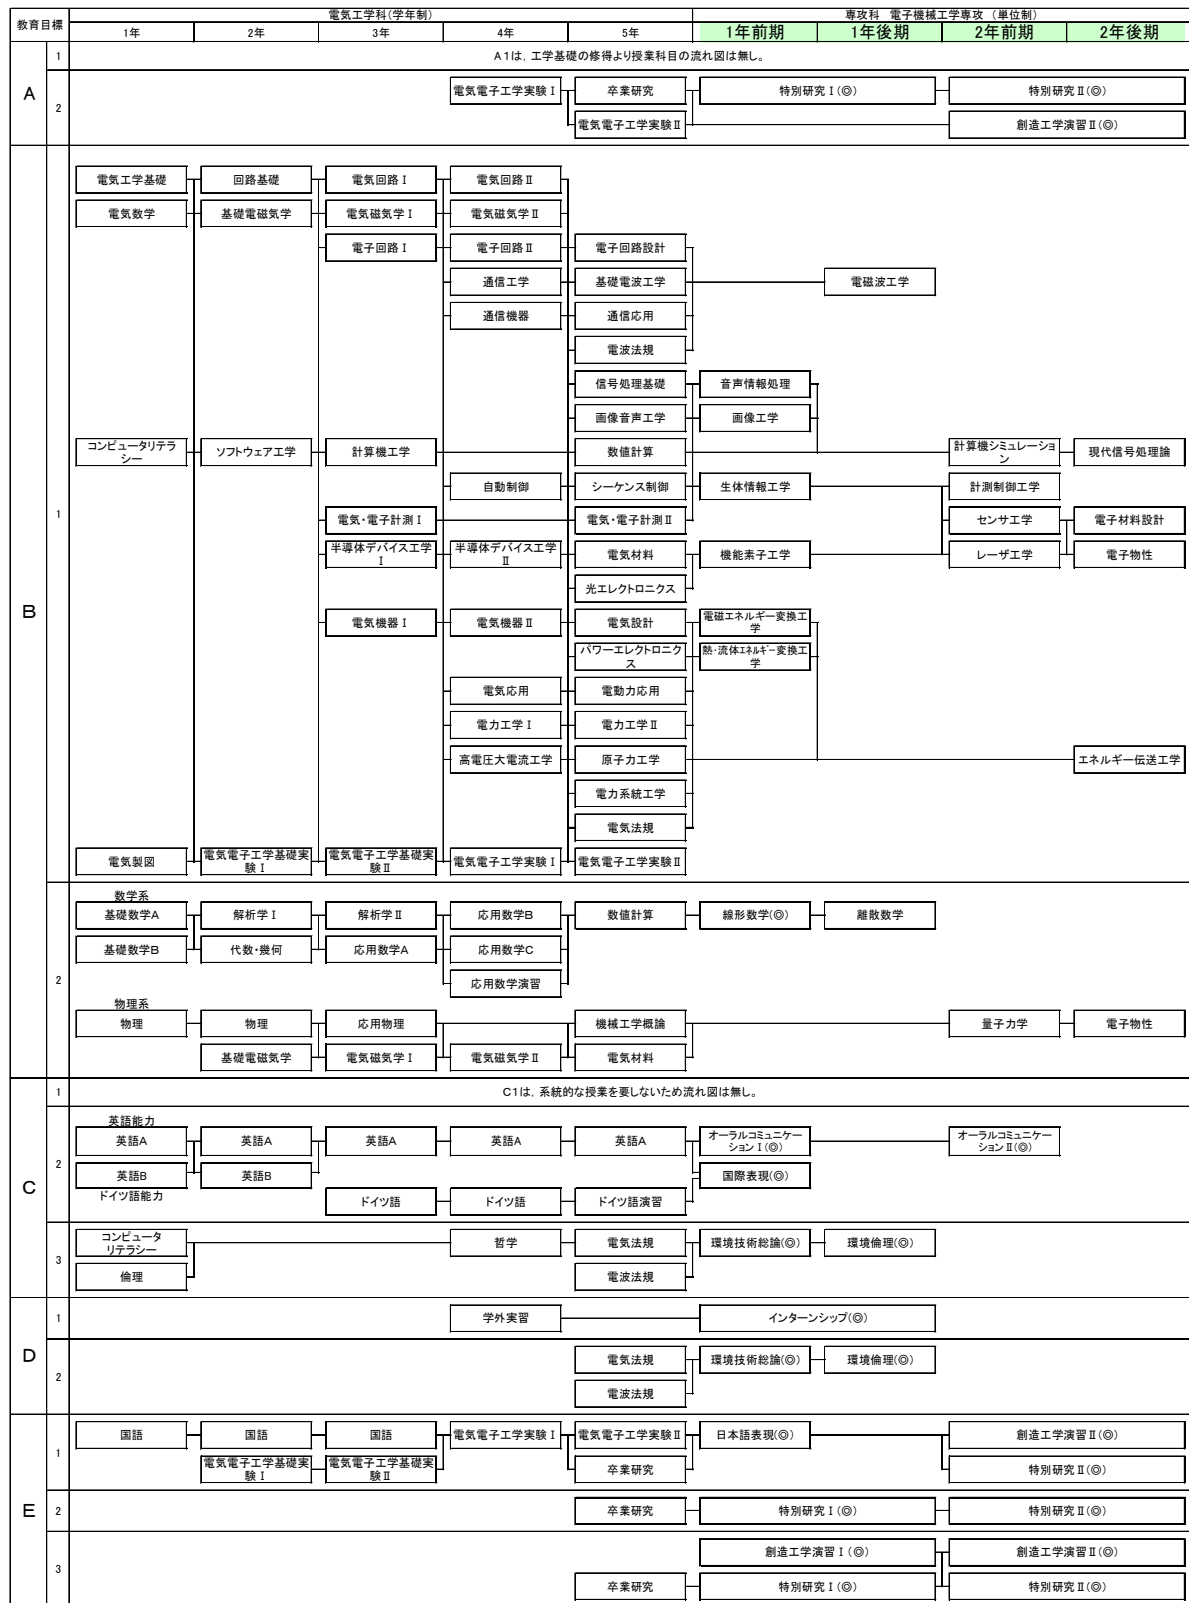 教育目標
電気工学科(学年制)
専攻科 電子機械工学専攻 (単位制)
1年 2年 3年 4年 5年 1年前期 1年後期 2年前期 2年後期
A
1 A1は，工学基礎の修得より授業科目の流れ図は無し。
2
電気電子工学実験Ⅰ 卒業研究 特別研究Ⅰ(◎) 特別研究Ⅱ(◎)
電気電子工学実験Ⅱ 創造工学演習Ⅱ(◎)
B
1
電気工学基礎 回路基礎 電気回路Ⅰ 電気回路Ⅱ
電気数学 基礎電磁気学 電気磁気学Ⅰ 電気磁気学Ⅱ
電子回路Ⅰ 電子回路Ⅱ 電子回路設計
通信工学 基礎電波工学 電磁波工学
通信機器 通信応用
電波法規
信号処理基礎 音声情報処理
画像音声工学 画像工学
コンピュータリテラシー ソフトウェア工学 計算機工学 数値計算 計算機シミュレーション 現代信号処理論
自動制御 シーケンス制御 生体情報工学 計測制御工学
電気・電子計測Ⅰ 電気・電子計測Ⅱ センサ工学 電子材料設計
半導体デバイス工学Ⅰ 半導体デバイス工学Ⅱ 電気材料 機能素子工学 レーザ工学 電子物性
光エレクトロニクス
電気機器Ⅰ 電気機器Ⅱ 電気設計 電磁エネルギー変換工学
パワーエレクトロニクス 熱・流体エネルギー変換工学
電気応用 電動力応用
電力工学Ⅰ 電力工学Ⅱ
高電圧大電流工学 原子力工学 エネルギー伝送工学
電力系統工学
電気法規
電気製図 電気電子工学基礎実験Ⅰ 電気電子工学基礎実験Ⅱ 電気電子工学実験Ⅰ 電気電子工学実験Ⅱ
2
数学系
基礎数学A 解析学Ⅰ 解析学Ⅱ 応用数学B 数値計算 線形数学(◎) 離散数学
基礎数学B 代数・幾何 応用数学A 応用数学C
応用数学演習
物理系
物理 物理 応用物理 機械工学概論 量子力学 電子物性
基礎電磁気学 電気磁気学Ⅰ 電気磁気学Ⅱ 電気材料
C
1 C1は，系統的な授業を要しないため流れ図は無し。
2
英語能力
英語A 英語A 英語A 英語A 英語A オーラルコミュニケーションⅠ(◎) オーラルコミュニケーションⅡ(◎)
英語B 英語B 国際表現(◎)
ドイツ語能力
ドイツ語 ドイツ語 ドイツ語演習
3
コンピュータリテラシー 哲学 電気法規 環境技術総論(◎) 環境倫理(◎)
倫理 電波法規
D
1 学外実習 インターンシップ(◎)
2
電気法規 環境技術総論(◎) 環境倫理(◎)
電波法規
E
1
国語 国語 国語 電気電子工学実験Ⅰ 電気電子工学実験Ⅱ 日本語表現(◎) 創造工学演習Ⅱ(◎)
電気電子工学基礎実験Ⅰ 電気電子工学基礎実験Ⅱ 卒業研究 特別研究Ⅱ(◎)
2 卒業研究 特別研究Ⅰ(◎) 特別研究Ⅱ(◎)
3
創造工学演習Ⅰ(◎) 創造工学演習Ⅱ(◎)
卒業研究 特別研究Ⅰ(◎) 特別研究Ⅱ(◎)